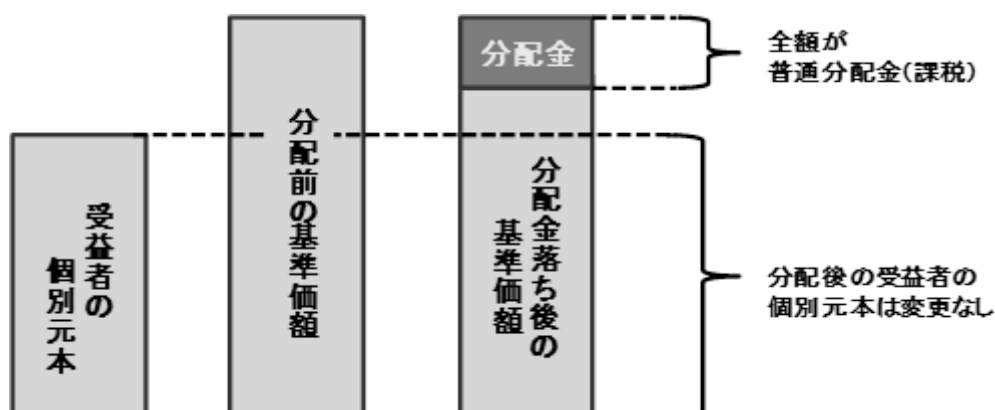 受益者の
個別元本
分配前の基準価額
分配金
分配金落ち後の
基準価額
全額が
普通分配金(課税)
分配後の受益者の
個別元本は変更なし